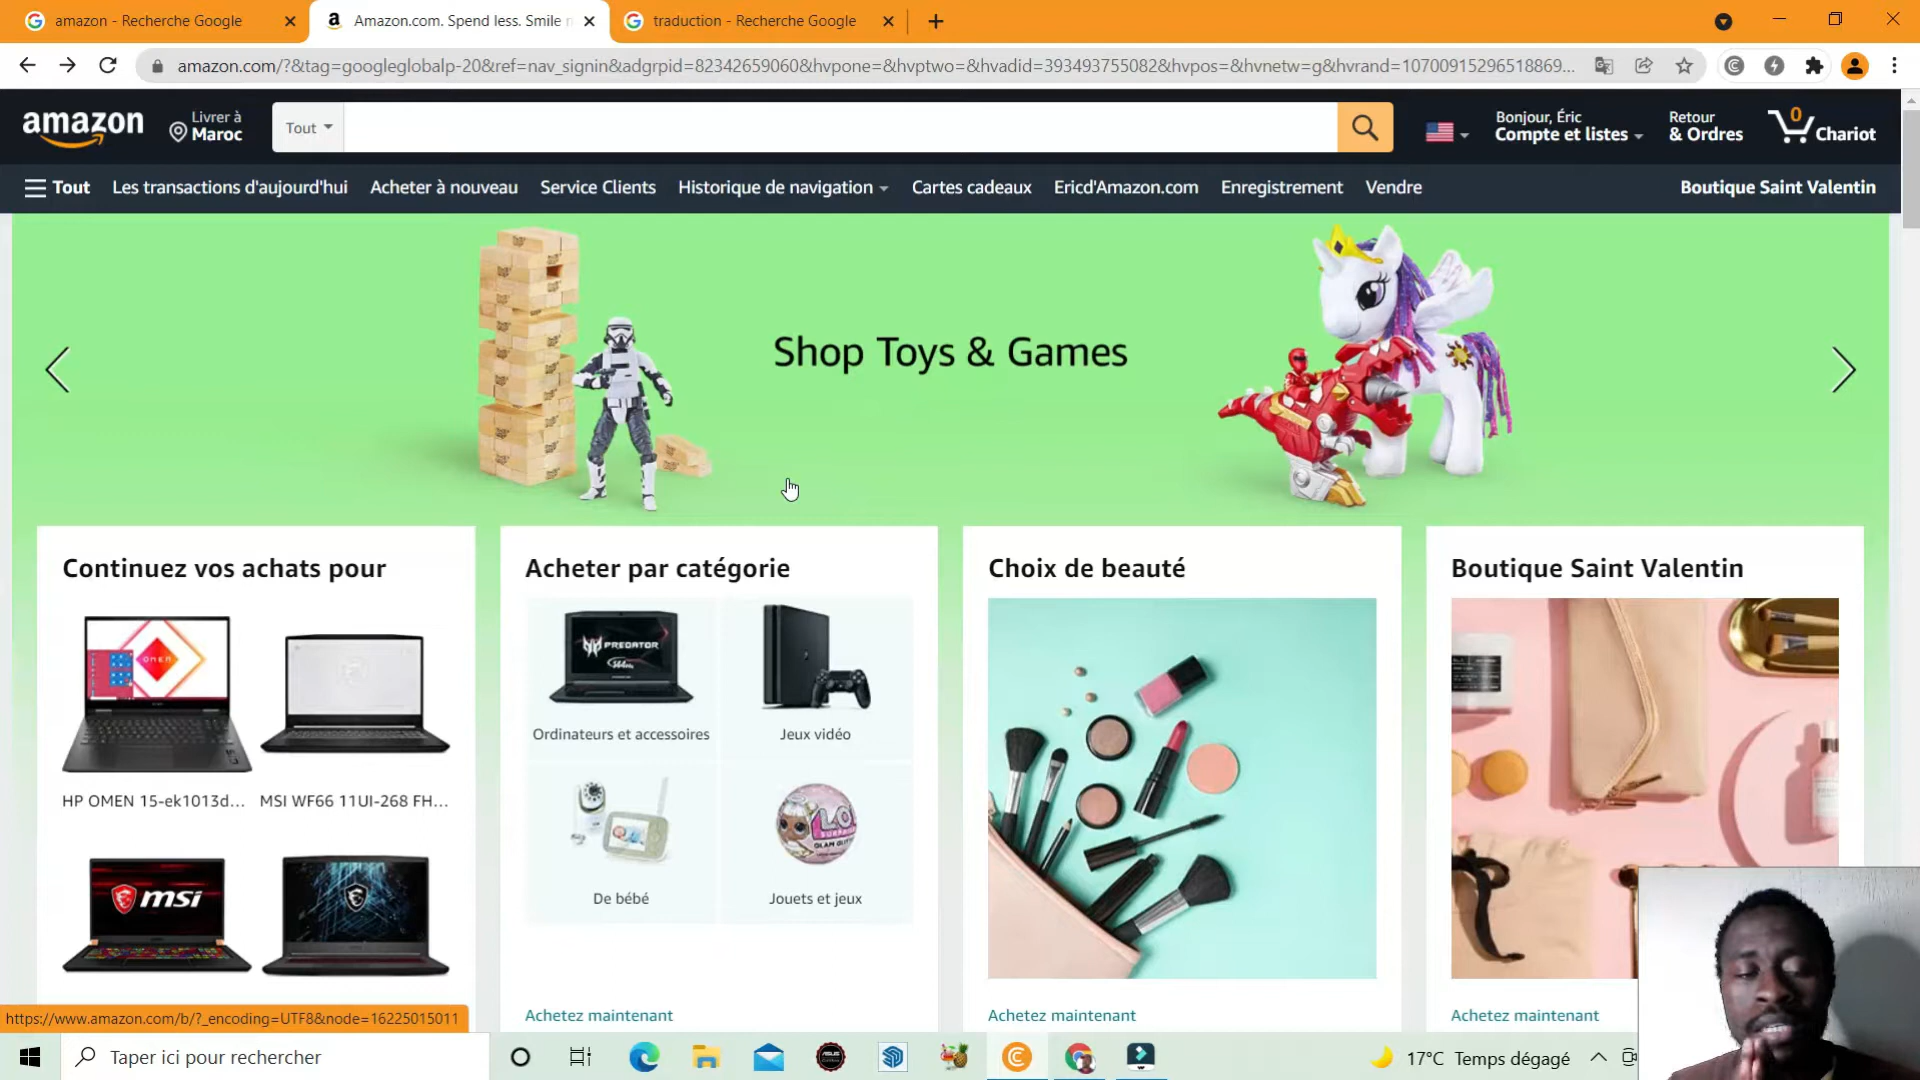 amazon - Recherche Google
Amazon.com. Spend less. Smile
traduction - Recherche Google
amazon.com/?&tag=googleglobalp-20&ref=nav_signin&adgrpid=82342659060&hvpone=&hvptwo=&hvadid=393493755082&hvpos=&hvnetw=g&hvrand=10700915296518869...
amazon
Livrer à
Maroc
Tout
Bonjour, Éric
Compte et listes
Retour
& Ordres
0
Chariot
Tout
Les transactions d'aujourd'hui
Acheter à nouveau
Service Clients
Historique de navigation
Cartes cadeaux
Ericd'Amazon.com
Enregistrement
Vendre
Boutique Saint Valentin
Shop Toys & Games
Continuez vos achats pour
HP OMEN 15-ek1013d...
MSI WF66 11UI-268 FH...
OMEN
msi
Acheter par catégorie
PREDATOR
Ordinateurs et accessoires
Jeux vidéo
De bébé
L.O.L
SURPRISE
Jouets et jeux
Achetez maintenant
Choix de beauté
Achetez maintenant
Boutique Saint Valentin
Achetez maintenant
https://www.amazon.com/b/?_encoding=UTF8&node=16225015011
Taper ici pour rechercher
17°C Temps dégagé